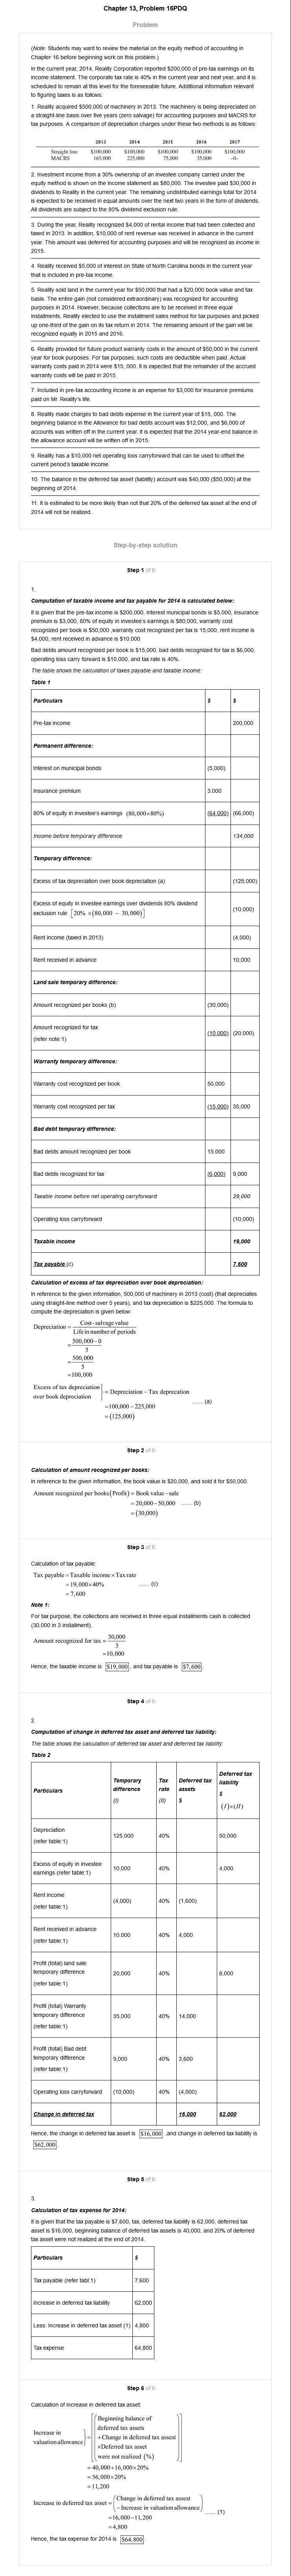 Chapter 13, Problem 16PDQ
Problem
(Note: Students may want to review the material on the equity method of accounting in
Chapter 16 before beginning work on this problem.)
In the current year, 2014, Reality Corporation reported $200,000 of pre-tax earnings on its
income statement. The corporate tax rate is 40% in the current year and next year, and it is
scheduled to remain at this level for the foreseeable future. Additional information relevant
to figuring taxes is as follows:
1. Reality acquired $500,000 of machinery in 2013. The machinery is being depreciated on
a straight-line basis over five years (zero salvage) for accounting purposes and MACRS for
tax purposes. A comparison of depreciation charges under these two methods is as follows:
2013 2014 2015 2016 2017
Straight line $100,000 $100,000 $100,000 $100,000 $100,000
MACRS 165,000 225,000 75,000 35,000 -0-
2. Investment income from a 30% ownership of an investee company carried under the
equity method is shown on the income statement as $80,000. The investee paid $30,000 in
dividends to Reality in the current year. The remaining undistributed earnings total for 2014
is expected to be received in equal amounts over the next two years in the form of dividends.
All dividends are subject to the 80% dividend exclusion rule.
3. During the year, Reality recognized $4,000 of rental income that had been collected and
taxed in 2013. In addition, $10,000 of rent revenue was received in advance in the current
year. This amount was deferred for accounting purposes and will be recognized as income in
2015.
4. Reality received $5,000 of interest on State of North Carolina bonds in the current year
that is included in pre-tax income.
5. Reality sold land in the current year for $50,000 that had a $20,000 book value and tax
basis. The entire gain (not considered extraordinary) was recognized for accounting
purposes in 2014. However, because collections are to be received in three equal
installments, Reality elected to use the installment sales method for tax purposes and picked
up one-third of the gain on its tax return in 2014. The remaining amount of the gain will be
recognized equally in 2015 and 2016.
6. Reality provided for future product warranty costs in the amount of $50,000 in the current
year for book purposes. For tax purposes, such costs are deductible when paid. Actual
warranty costs paid in 2014 were $15, 000. It is expected that the remainder of the accrued
warranty costs will be paid in 2015.
7. Included in pre-tax accounting income is an expense for $3,000 for insurance premiums
paid on Mr. Reality's life.
8. Reality made charges to bad debts expense in the current year of $15, 000. The
beginning balance in the Allowance for bad debts account was $12,000, and $6,000 of
accounts was written off in the current year. It is expected that the 2014 year-end balance in
the allowance account will be written off in 2015.
9. Reality has a $10,000 net operating loss carryforward that can be used to offset the
current period's taxable income.
10. The balance in the deferred tax asset (liability) account was $40,000 ($50,000) at the
beginning of 2014.
11. It is estimated to be more likely than not that 20% of the deferred tax asset at the end of
2014 will not be realized.
Step-by-step solution
Step 1 of 6
1.
Computation of taxable income and tax payable for 2014 is calculated below:
It is given that the pre-tax income is $200,000, interest municipal bonds is $5,000, insurance
premium is $3,000, 80% of equity in investee's earnings is $80,000, warranty cost
recognized per book is $50,000 ,warranty cost recognized per tax is 15,000, rent income is
$4,000, rent received in advance is $10,000
Bad debts amount recognized per book is $15,000, bad debts recognized for tax is $6,000,
operating loss carry forward is $10,000, and tax rate is 40%.
The table shows the calculation of taxes payable and taxable income:
Table 1
Particulars $ $
Pre-tax income 200,000
Permanent difference:
Interest on municipal bonds (5,000)
Insurance premium 3,000
80% of equity in investee's earnings (80,000×80%) (64,000) (66,000)
Income before temporary difference 134,000
Temporary difference:
Excess of tax depreciation over book depreciation (a) (125,000)
Excess of equity in investee earnings over dividends 80% dividend
exclusion rule [20% ×(80,000 − 30,000)] (10,000)
Rent income (taxed in 2013) (4,000)
Rent received in advance 10,000
Land sale temporary difference:
Amount recognized per books (b) (30,000)
Amount recognized for tax
(refer note:1) (10,000) (20,000)
Warranty temporary difference:
Warranty cost recognized per book 50,000
Warranty cost recognized per tax (15,000) 35,000
Bad debt temporary difference:
Bad debts amount recognized per book 15,000
Bad debts recognized for tax (6,000) 9,000
Taxable income before net operating carryforward 29,000
Operating loss carryforward (10,000)
Taxable income 19,000
Tax payable (c) 7,600
Calculation of excess of tax depreciation over book depreciation:
In reference to the given information, 500,000 of machinery in 2013 (cost) (that depreciates
using straight-line method over 5 years), and tax depreciation is $225,000. The formula to
compute the depreciation is given below.
Depreciation = Cost-salvage value
Life in number of periods
= 500,000−0
5
= 500,000
5
=100,000
Excess of tax depreciation
over book depreciation } = Depreciation − Tax deprecation
=100,000 − 225,000 ...... (a)
= (125,000)
Step 2 of 6
Calculation of amount recognized per books:
In reference to the given information, the book value is $20,000, and sold it for $50,000.
Amount recognized per books(Profit) = Book value − sale
= 20,000−50,000 ...... (b)
=(30,000)
Step 3 of 6
Calculation of tax payable:
Tax payable = Taxable income × Tax rate
=19,000×40% ...... (c)
= 7,600
Note 1:
For tax purpose, the collections are received in three equal installments cash is collected
(30,000 in 3 installment).
Amount recognized for tax = 30,000
3
=10,000
Hence, the taxable income is $19,000 , and tax payable is $7,600
Step 4 of 6
2.
Computation of change in deferred tax asset and deferred tax liability:
The table shows the calculation of deferred tax asset and deferred tax liability:
Table 2
Particulars Temporary difference (I) Tax rate (II) Deferred tax assets $ Deferred tax liability $ (I)×(II)
Depreciation
(refer table:1) 125,000 40% 50,000
Excess of equity in investee
earnings (refer table:1) 10,000 40% 4,000
Rent income
(refer table:1) (4,000) 40% (1,600)
Rent received in advance
(refer table:1) 10,000 40% 4,000
Profit (total) land sale
temporary difference
(refer table:1) 20,000 40% 8,000
Profit (total) Warranty
temporary difference
(refer table:1) 35,000 40% 14,000
Profit (total) Bad debt
temporary difference
(refer table:1) 9,000 40% 3,600
Operating loss carryforward (10,000) 40% (4,000)
Change in deferred tax 16,000 62,000
Hence, the change in deferred tax asset is $16,000 ,and change in deferred tax liability is
$62,000 .
Step 5 of 6
3.
Calculation of tax expense for 2014:
It is given that the tax payable is $7,600, tax, deferred tax liability is 62,000, deferred tax
asset is $16,000, beginning balance of deferred tax assets is 40,000, and 20% of deferred
tax asset were not realized at the end of 2014.
Particulars $
Tax payable (refer tabl:1) 7,600
Increase in deferred tax liability 62,000
Less: Increase in deferred tax asset (1) 4,800
Tax expense 64,800
Step 6 of 6
Calculation of increase in deferred tax asset:
Increase in
valuation allowance } =
Beginning balance of
deferred tax assets
+Change in deferred tax assest
×Deferred tax asset
were not realized (%)
= 40,000+16,000×20%
= 56,000×20%
=11,200
Increase in deferred tax asset = (Change in deferred tax assest
−Increase in valuation allowance) ...... (1)
=16,000−11,200
= 4,800
Hence, the tax expense for 2014 is $64,800 .